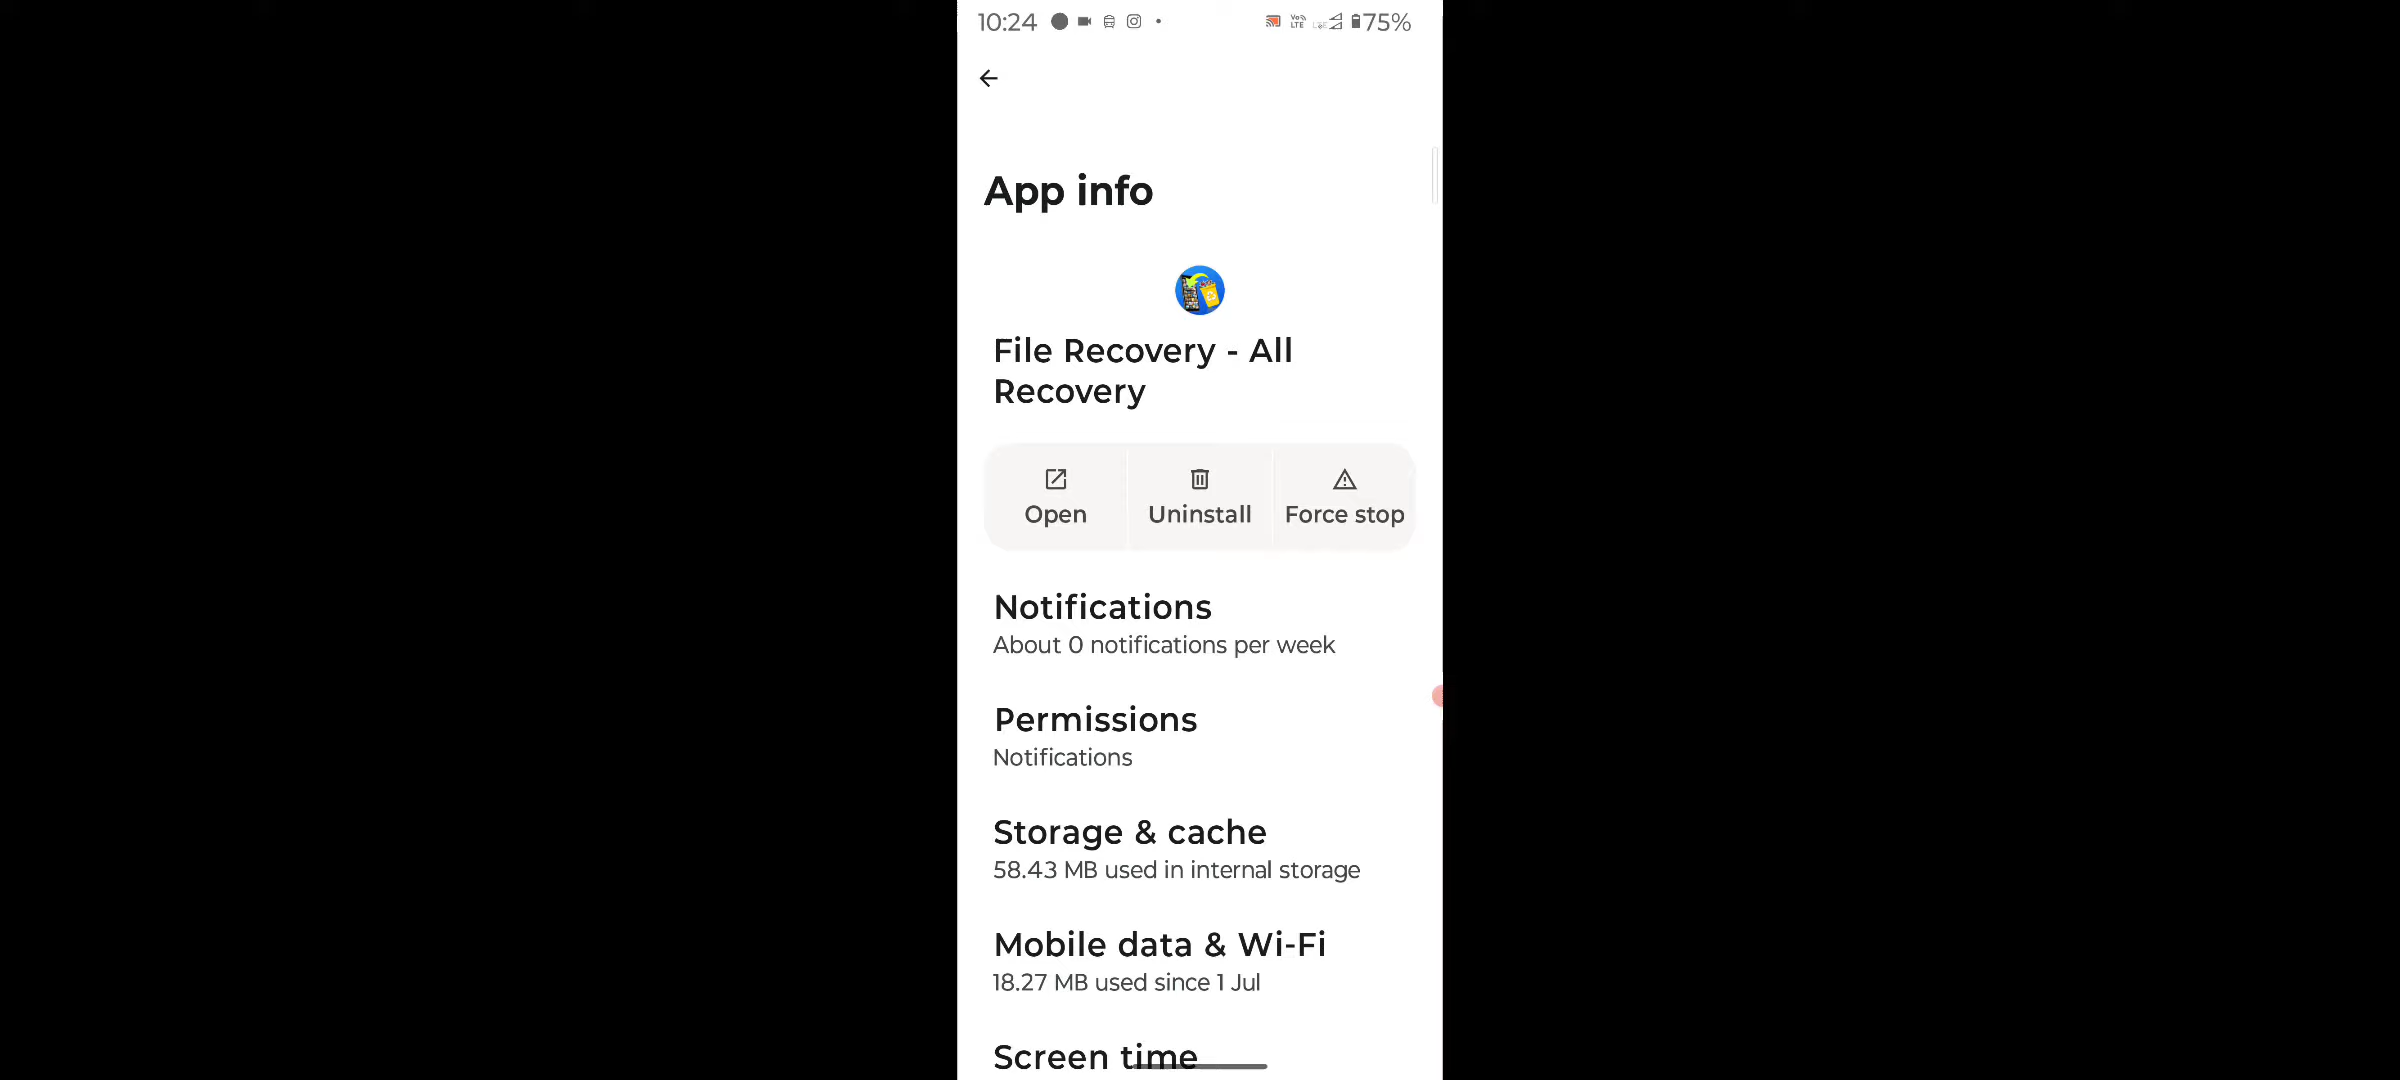 10:24 75%
App info
File Recovery - All
Recovery
Open Uninstall Force stop
Notifications
About 0 notifications per week
Permissions
Notifications
Storage & cache
58.43 MB used in internal storage
Mobile data & Wi-Fi
18.27 MB used since 1 Jul
Screen time